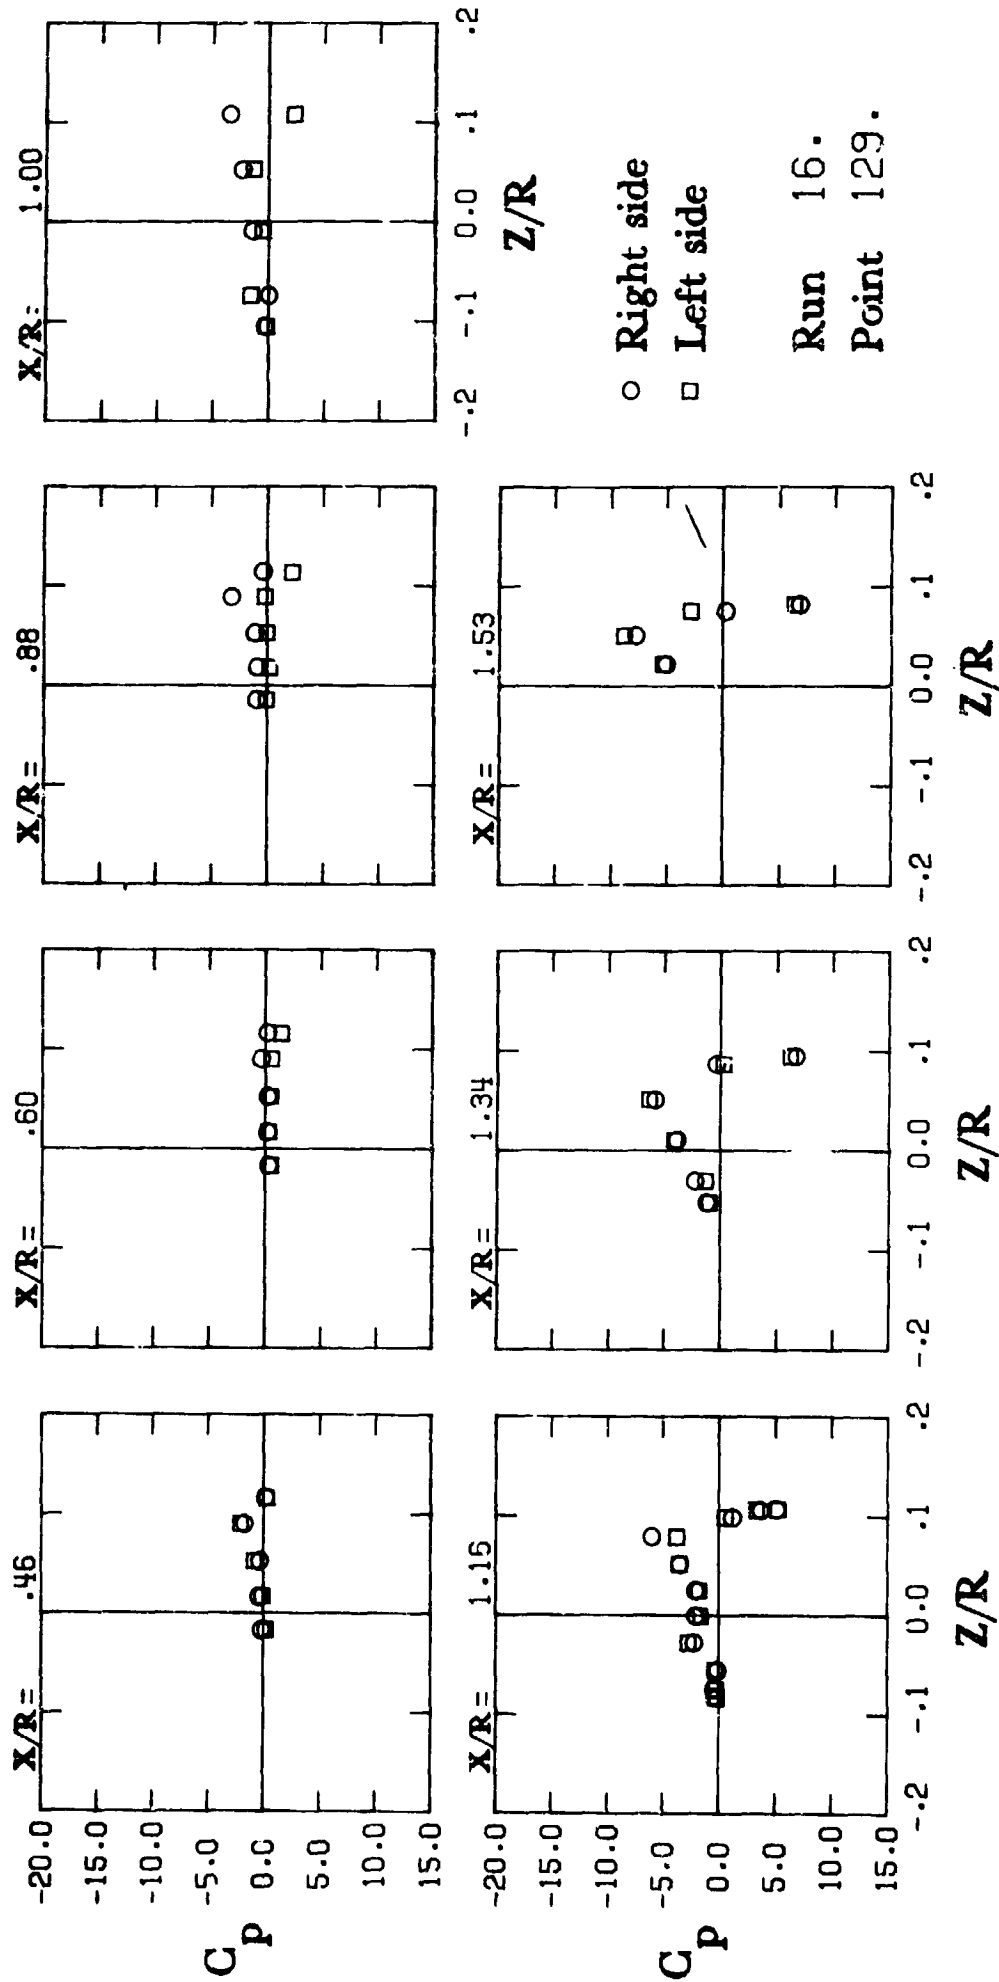 X/R= .46
X/R= .60
X/R= .88
X/R= 1.00
-20.0
-15.0
-10.0
-5.0
0.0
5.0
10.0
15.0
Cp
-.2 -.1 0.0 .1 .2
Z/R
X/R= 1.16
X/R= 1.34
X/R= 1.53
-20.0
-15.0
-10.0
-5.0
0.0
5.0
10.0
15.0
Cp
-.2 -.1 0.0 .1 .2
Z/R
-.2 -.1 0.0 .1 .2
Z/R
-.2 -.1 0.0 .1 .2
Z/R
Right side
Left side
Run 16.
Point 129.